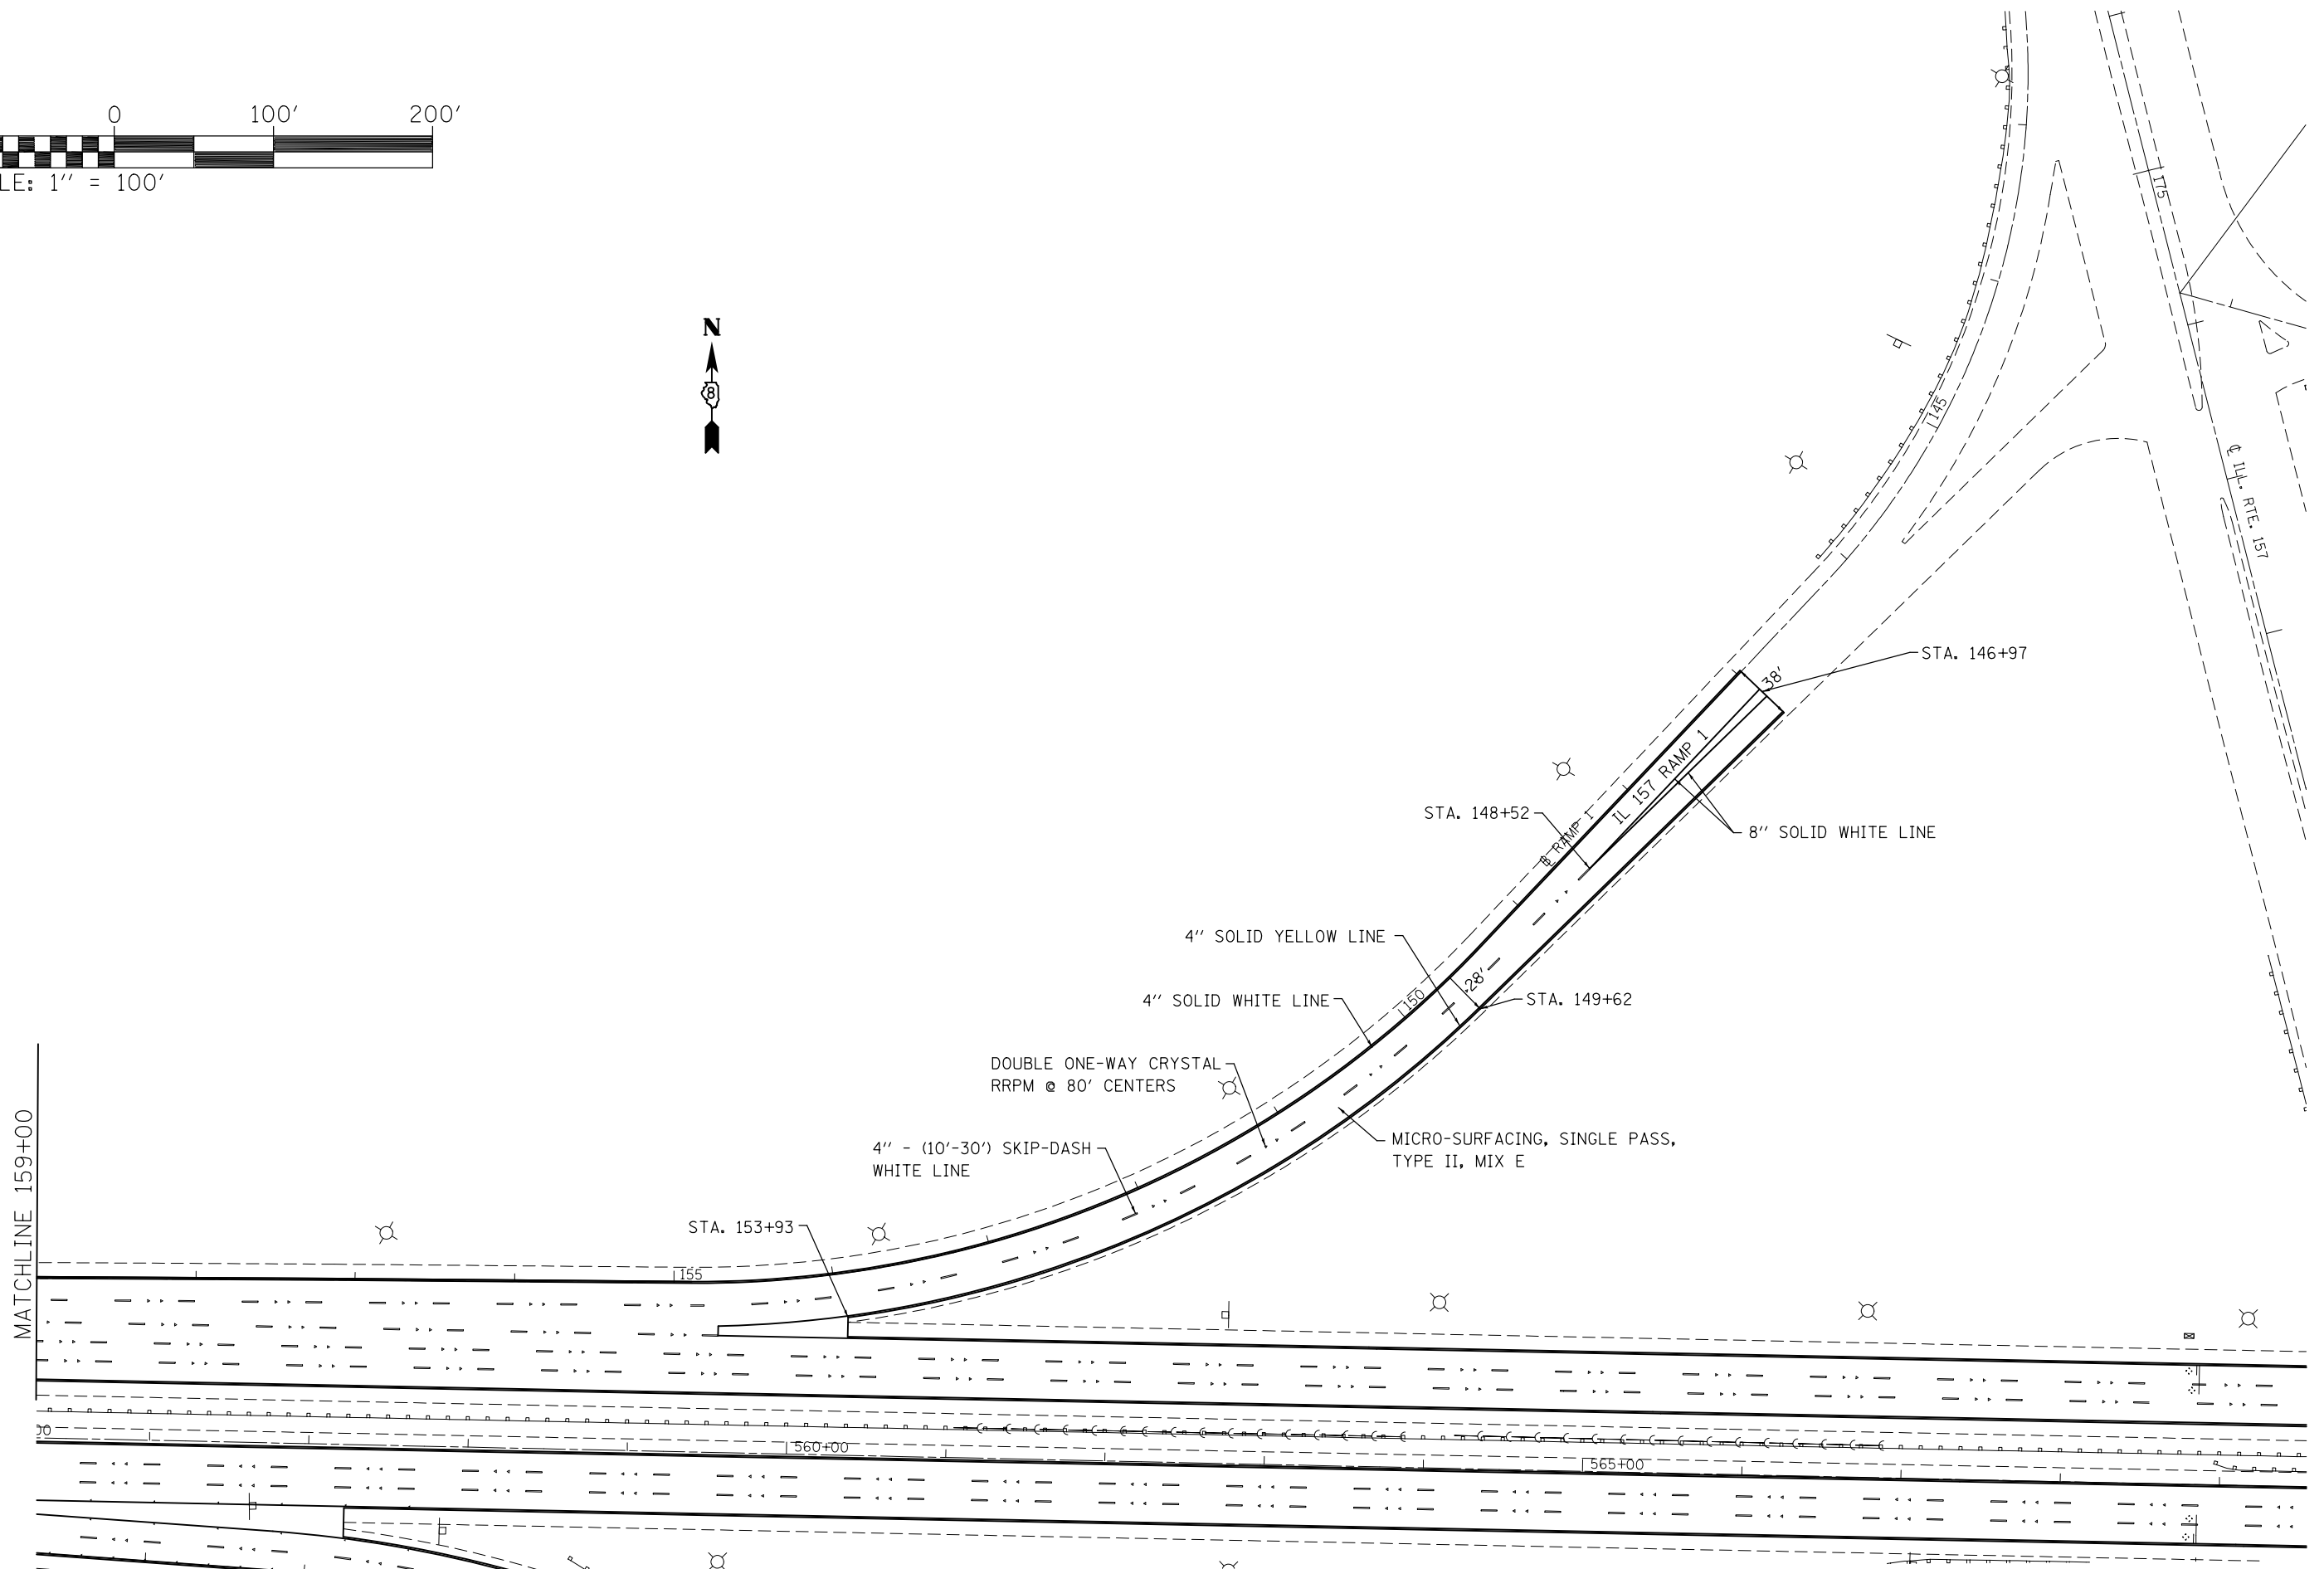 0 100' 200'
LE: 1" = 100'
N
8
175
145
℄ ILL. RTE. 157
STA. 146+97
38'
IL 157 RAMP 1
STA. 148+52
8" SOLID WHITE LINE
RAMP 1
4" SOLID YELLOW LINE
28'
4" SOLID WHITE LINE
150
STA. 149+62
DOUBLE ONE-WAY CRYSTAL
RRPM @ 80' CENTERS
MICRO-SURFACING, SINGLE PASS,
TYPE II, MIX E
4" - (10'-30') SKIP-DASH
WHITE LINE
STA. 153+93
MATCHLINE 159+00
155
00
560+00
565+00